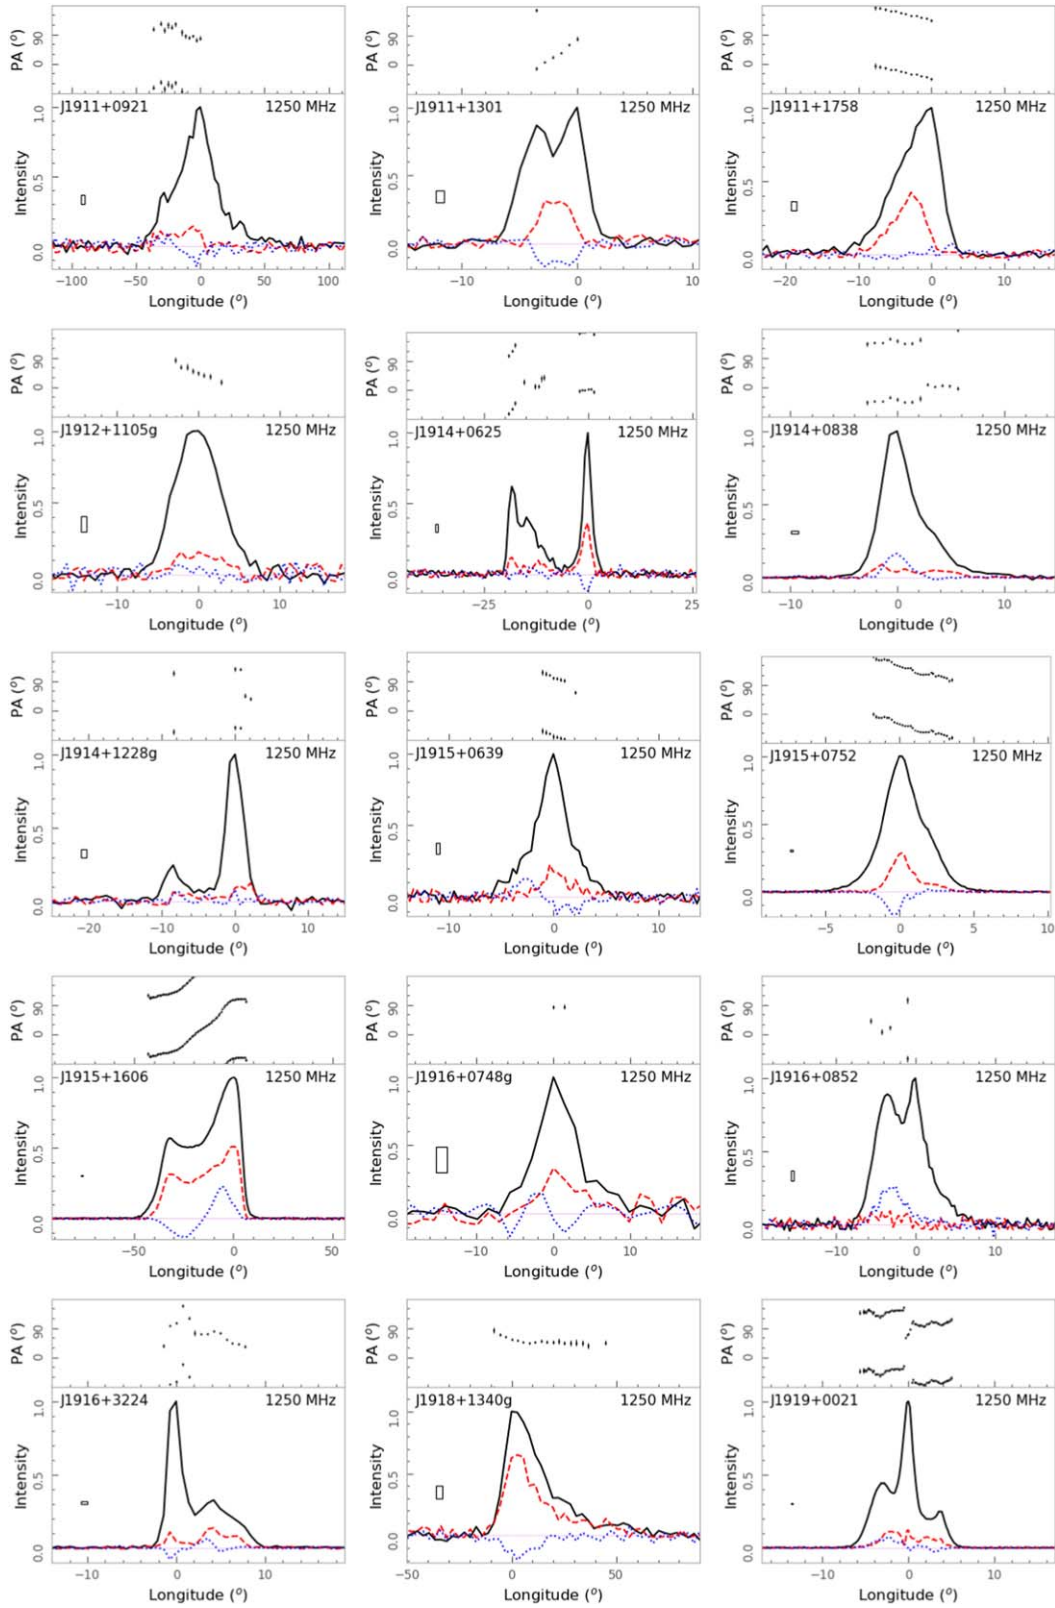 PA (°) 90 0
J1911+0921 1250 MHz
Intensity 1.0 0.5 0.0
−100 −50 0 50 100
Longitude (°)
PA (°) 90 0
J1911+1301 1250 MHz
Intensity 1.0 0.5 0.0
−10 0 10
Longitude (°)
PA (°) 90 0
J1911+1758 1250 MHz
Intensity 1.0 0.5 0.0
−20 −10 0 10
Longitude (°)
PA (°) 90 0
J1912+1105g 1250 MHz
Intensity 1.0 0.5 0.0
−10 0 10
Longitude (°)
PA (°) 90 0
J1914+0625 1250 MHz
Intensity 1.0 0.5 0.0
−25 0 25
Longitude (°)
PA (°) 90 0
J1914+0838 1250 MHz
Intensity 1.0 0.5 0.0
−10 0 10
Longitude (°)
PA (°) 90 0
J1914+1228g 1250 MHz
Intensity 1.0 0.5 0.0
−20 −10 0 10
Longitude (°)
PA (°) 90 0
J1915+0639 1250 MHz
Intensity 1.0 0.5 0.0
−10 0 10
Longitude (°)
PA (°) 90 0
J1915+0752 1250 MHz
Intensity 1.0 0.5 0.0
−5 0 5 10
Longitude (°)
PA (°) 90 0
J1915+1606 1250 MHz
Intensity 1.0 0.5 0.0
−50 0 50
Longitude (°)
PA (°) 90 0
J1916+0748g 1250 MHz
Intensity 1.0 0.5 0.0
−10 0 10
Longitude (°)
PA (°) 90 0
J1916+0852 1250 MHz
Intensity 1.0 0.5 0.0
−10 0 10
Longitude (°)
PA (°) 90 0
J1916+3224 1250 MHz
Intensity 1.0 0.5 0.0
−10 0 10
Longitude (°)
PA (°) 90 0
J1918+1340g 1250 MHz
Intensity 1.0 0.5 0.0
−50 0 50
Longitude (°)
PA (°) 90 0
J1919+0021 1250 MHz
Intensity 1.0 0.5 0.0
−10 0 10
Longitude (°)